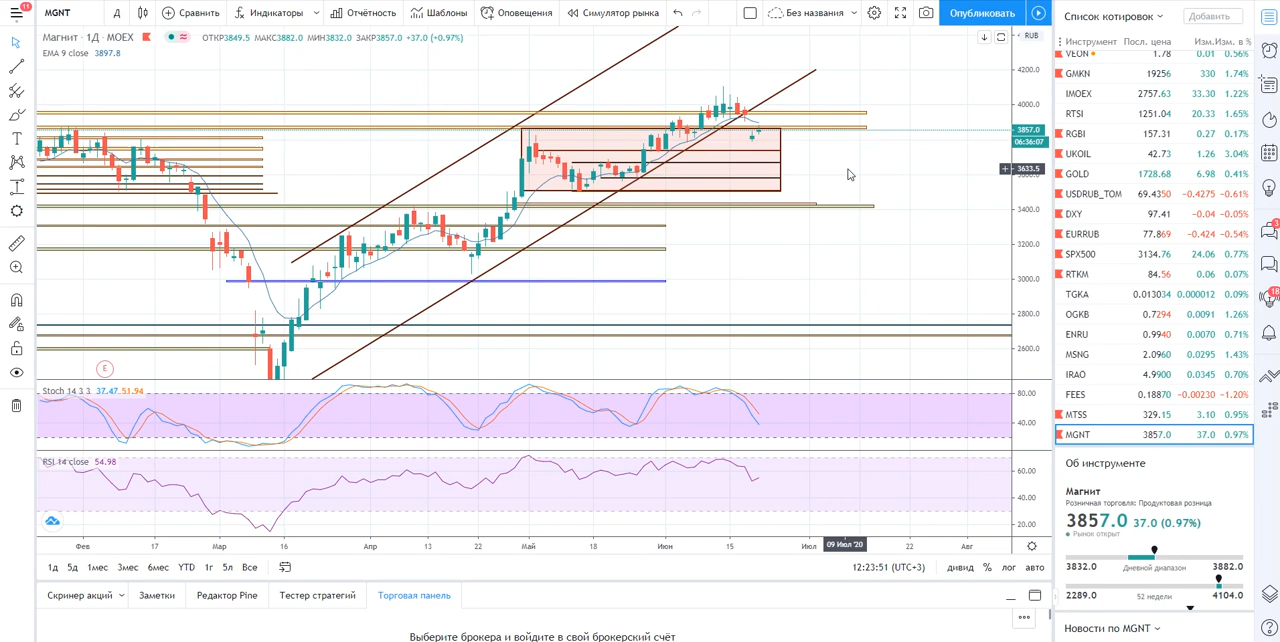 11
MGNT
Д
Сравнить
Индикаторы
Отчётность
Шаблоны
Оповещения
Симулятор рынка
Без названия
Опубликовать
Магнит · 1Д · MOEX
ОТКР3849.5 МАКС3882.0 МИН3832.0 ЗАКР3857.0 +37.0 (+0.97%)
EMA 9 close 3897.8
RUB
4200.0
4000.0
3857.0
06:36:07
3633.5
3600.0
3400.0
3200.0
3000.0
2800.0
2600.0
E
Stoch 14 3 3 37.47 51.94
80.00
40.00
RSI 14 close 54.98
60.00
40.00
20.00
Фев 17 Мар 16 Апр 13 22 Май 18 Июн 15 Июл 09 Июл '20 22 Авг
1д 5д 1мес 3мес 6мес YTD 1г 5л Все
12:23:51 (UTC+3) дивид % лог авто
Скринер акций Заметки Редактор Pine Тестер стратегий Торговая панель
Выберите брокера и войдите в свой брокерский счёт
Список котировок
Добавить
Инструмент Посл. цена Изм. Изм. в %
VEON 1.78 0.01 0.56%
GMKN 19256 330 1.74%
IMOEX 2757.63 33.30 1.22%
RTSI 1251.04 20.33 1.65%
RGBI 157.31 0.27 0.17%
UKOIL 42.73 1.26 3.04%
GOLD 1728.68 6.98 0.41%
USDRUB_TOM 69.4350 −0.4275 −0.61%
DXY 97.41 −0.04 −0.05%
EURRUB 77.869 −0.424 −0.54%
SPX500 3134.76 24.06 0.77%
RTKM 84.56 0.06 0.07%
TGKA 0.013034 0.000012 0.09%
OGKB 0.7294 0.0091 1.26%
ENRU 0.9940 0.0070 0.71%
MSNG 2.0960 0.0295 1.43%
IRAO 4.9900 0.0345 0.70%
FEES 0.18870 −0.00230 −1.20%
MTSS 329.15 3.10 0.95%
MGNT 3857.0 37.0 0.97%
Об инструменте
Магнит
Розничная торговля: Продуктовая розница
3857.0 37.0 (0.97%)
Рынок открыт
3832.0 Дневной диапазон 3882.0
2289.0 52 недели 4104.0
Новости по MGNT
3
18